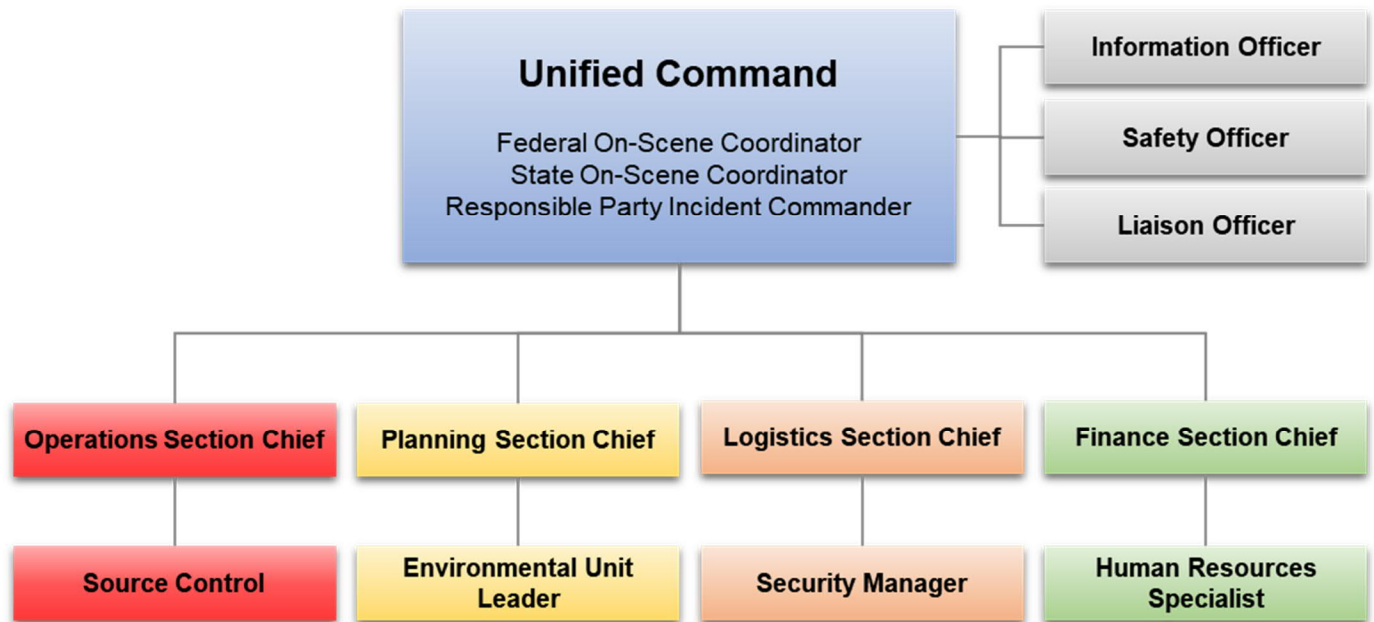 Unified Command
Federal On-Scene Coordinator
State On-Scene Coordinator
Responsible Party Incident Commander
Information Officer
Safety Officer
Liaison Officer
Operations Section Chief
Planning Section Chief
Logistics Section Chief
Finance Section Chief
Source Control
Environmental Unit
Leader
Security Manager
Human Resources
Specialist